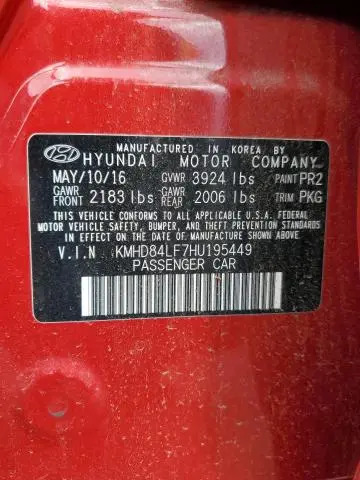 MANUFACTURED IN KOREA BY
HYUNDAI MOTOR COMPANY
MAY/10/16 GVWR 3924 lbs PAINT PR2
GAWR FRONT 2183 lbs GAWR REAR 2006 lbs TRIM PKG
THIS VEHICLE CONFORMS TO ALL APPLICABLE U.S.A. FEDERAL
MOTOR VEHICLE SAFETY, BUMPER, AND THEFT PREVENTION
STANDARDS IN EFFECT ON THE DATE OF MANUFACTURE SHOWN ABOVE.
V.I.N KMHD84LF7HU195449
PASSENGER CAR